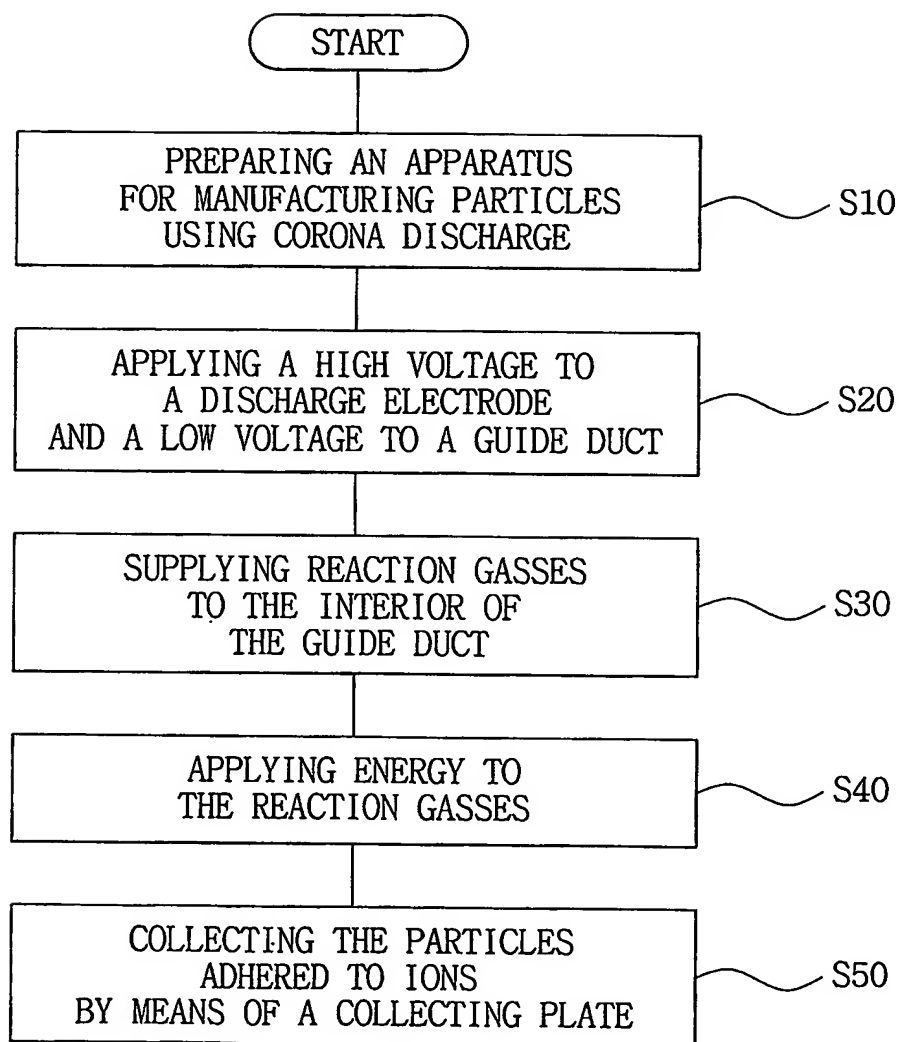 START
PREPARING AN APPARATUS
FOR MANUFACTURING PARTICLES
USING CORONA DISCHARGE
S10
APPLYING A HIGH VOLTAGE TO
A DISCHARGE ELECTRODE
AND A LOW VOLTAGE TO A GUIDE DUCT
S20
SUPPLYING REACTION GASSES
TO THE INTERIOR OF
THE GUIDE DUCT
S30
APPLYING ENERGY TO
THE REACTION GASSES
S40
COLLECTING THE PARTICLES
ADHERED TO IONS
BY MEANS OF A COLLECTING PLATE
S50